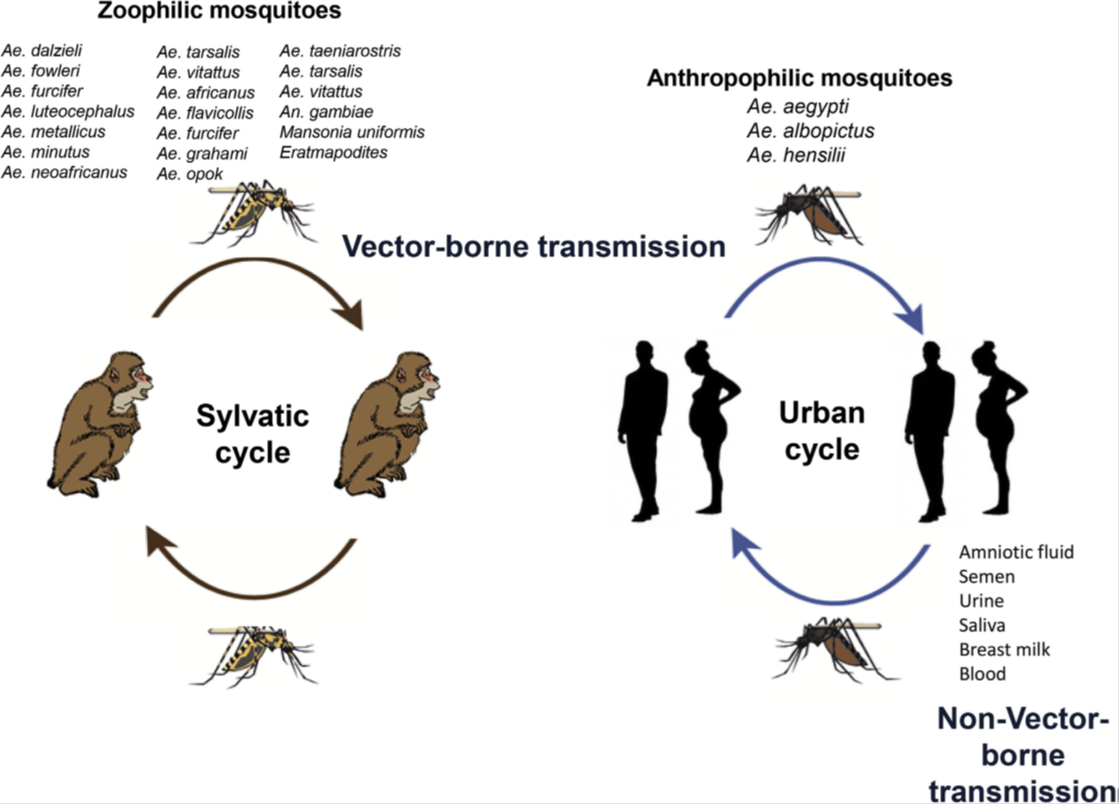 Zoophilic mosquitoes
Ae. dalzieli
Ae. fowleri
Ae. furcifer
Ae. luteocephalus
Ae. metallicus
Ae. minutus
Ae. neoafricanus
Ae. tarsalis
Ae. vitattus
Ae. africanus
Ae. flavicollis
Ae. furcifer
Ae. grahami
Ae. opok
Ae. taeniarostris
Ae. tarsalis
Ae. vitattus
An. gambiae
Mansonia uniformis
Eratmapodites
Anthropophilic mosquitoes
Ae. aegypti
Ae. albopictus
Ae. hensilii
Vector-borne transmission
Sylvatic
cycle
Urban
cycle
Amniotic fluid
Semen
Urine
Saliva
Breast milk
Blood
Non-Vector-
borne
transmission